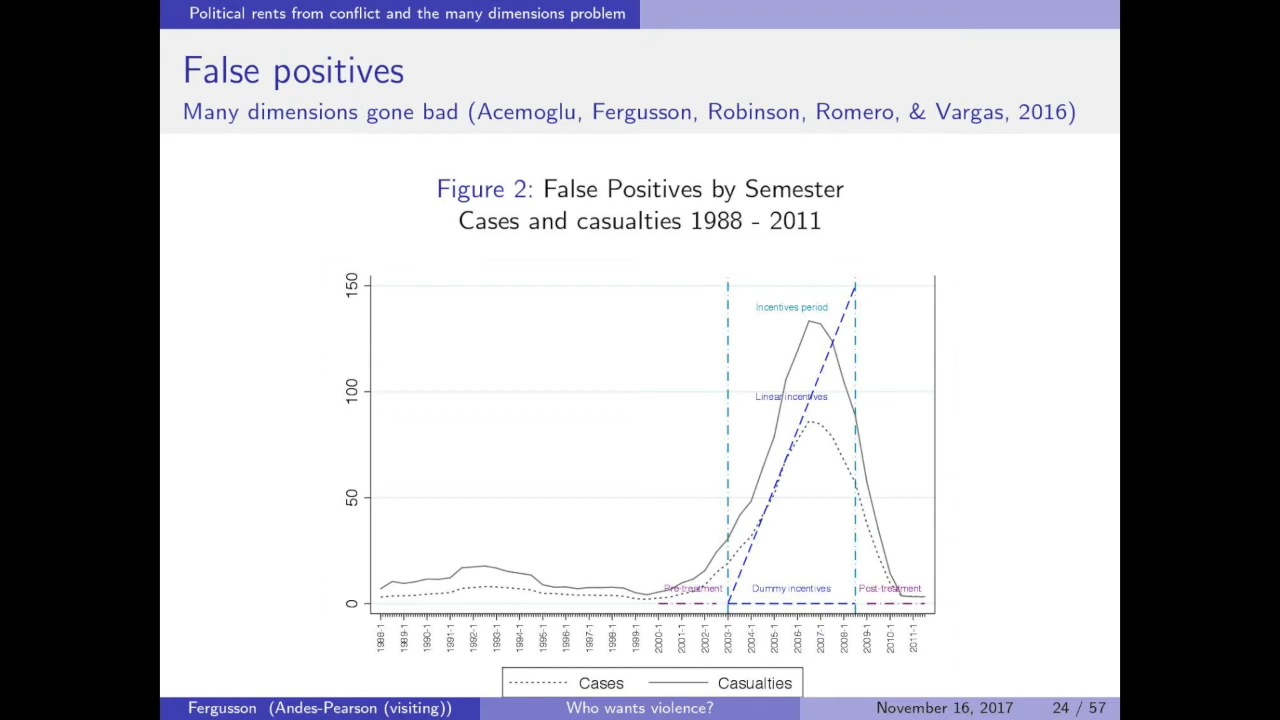 Political rents from conflict and the many dimensions problem
False positives
Many dimensions gone bad (Acemoglu, Fergusson, Robinson, Romero, & Vargas, 2016)
Figure 2: False Positives by Semester
Cases and casualties 1988 - 2011
150
100
50
0
Incentives period
Linear incentives
Pre-treatment
Dummy incentives
Post-treatment
1988-1
1989-1
1990-1
1991-1
1992-1
1993-1
1994-1
1995-1
1996-1
1997-1
1998-1
1999-1
2000-1
2001-1
2002-1
2003-1
2004-1
2005-1
2006-1
2007-1
2008-1
2009-1
2010-1
2011-1
Cases Casualties
Fergusson (Andes-Pearson (visiting)) Who wants violence? November 16, 2017 24 / 57